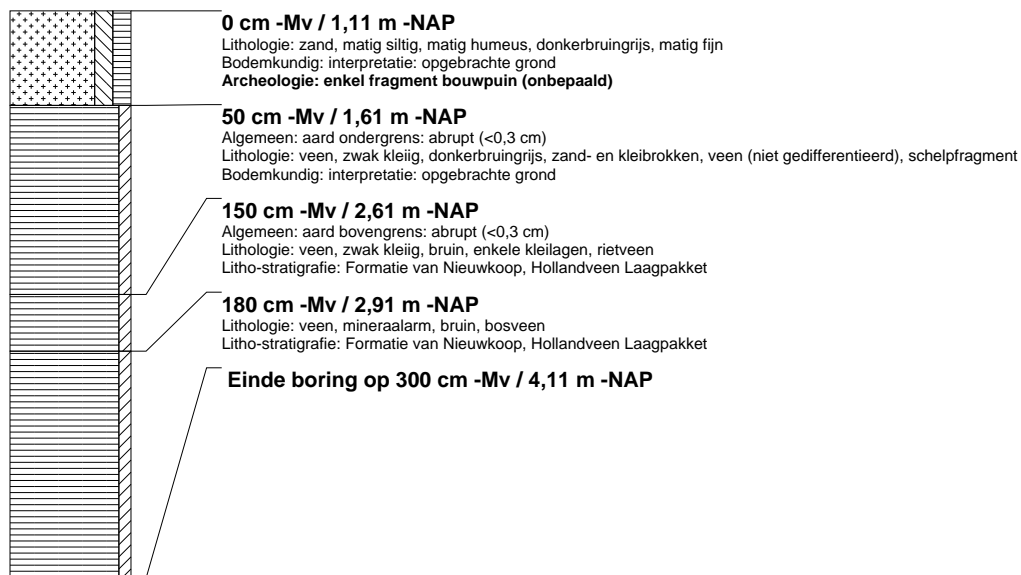 0 cm -Mv / 1,11 m -NAP
Lithologie: zand, matig siltig, matig humeus, donkerbruingrijs, matig fijn
Bodemkundig: interpretatie: opgebrachte grond
Archeologie: enkel fragment bouwpuin (onbepaald)
50 cm -Mv / 1,61 m -NAP
Algemeen: aard ondergrens: abrupt (<0,3 cm)
Lithologie: veen, zwak kleiig, donkerbruingrijs, zand- en kleibrokken, veen (niet gedifferentieerd), schelpfragment
Bodemkundig: interpretatie: opgebrachte grond
150 cm -Mv / 2,61 m -NAP
Algemeen: aard bovengrens: abrupt (<0,3 cm)
Lithologie: veen, zwak kleiig, bruin, enkele kleilagen, rietveen
Litho-stratigrafie: Formatie van Nieuwkoop, Hollandveen Laagpakket
180 cm -Mv / 2,91 m -NAP
Lithologie: veen, mineraalarm, bruin, bosveen
Litho-stratigrafie: Formatie van Nieuwkoop, Hollandveen Laagpakket
Einde boring op 300 cm -Mv / 4,11 m -NAP